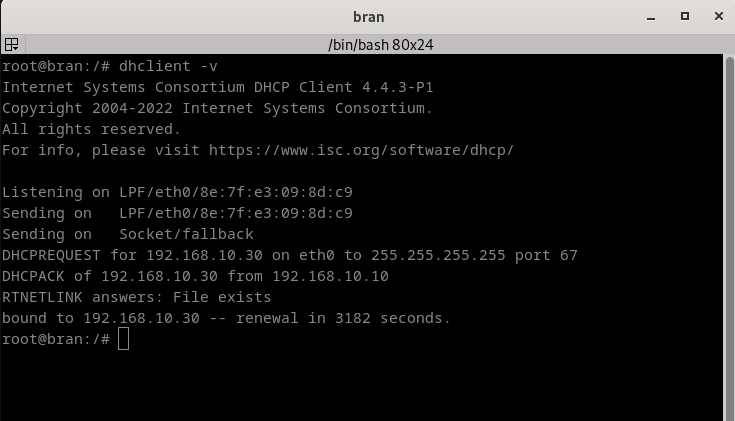 bran
/bin/bash 80x24
root@bran:/# dhclient -v
Internet Systems Consortium DHCP Client 4.4.3-P1
Copyright 2004-2022 Internet Systems Consortium.
All rights reserved.
For info, please visit https://www.isc.org/software/dhcp/
Listening on LPF/eth0/8e:7f:e3:09:8d:c9
Sending on   LPF/eth0/8e:7f:e3:09:8d:c9
Sending on   Socket/fallback
DHCPREQUEST for 192.168.10.30 on eth0 to 255.255.255.255 port 67
DHCPACK of 192.168.10.30 from 192.168.10.10
RTNETLINK answers: File exists
bound to 192.168.10.30 -- renewal in 3182 seconds.
root@bran:/#